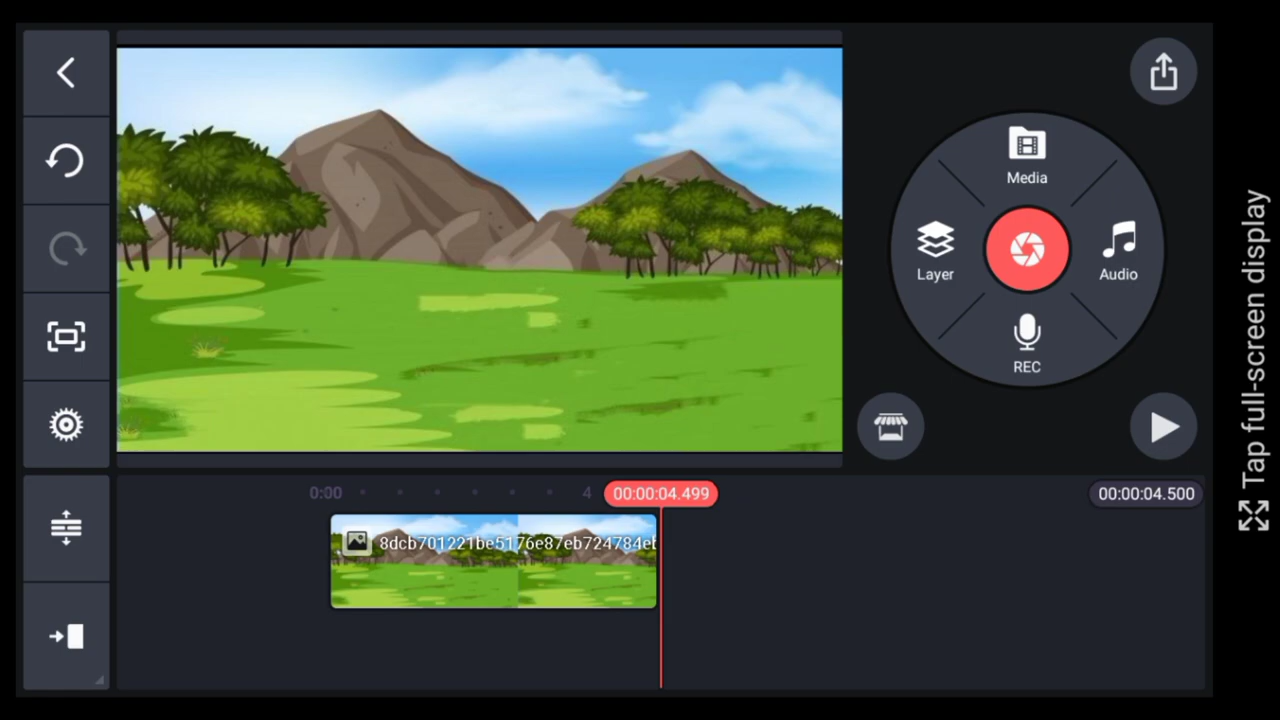 Media
Layer
Audio
REC
0:00
4
00:00:04.499
00:00:04.500
8dcb701221be5176e87eb724784eb
Tap full-screen display